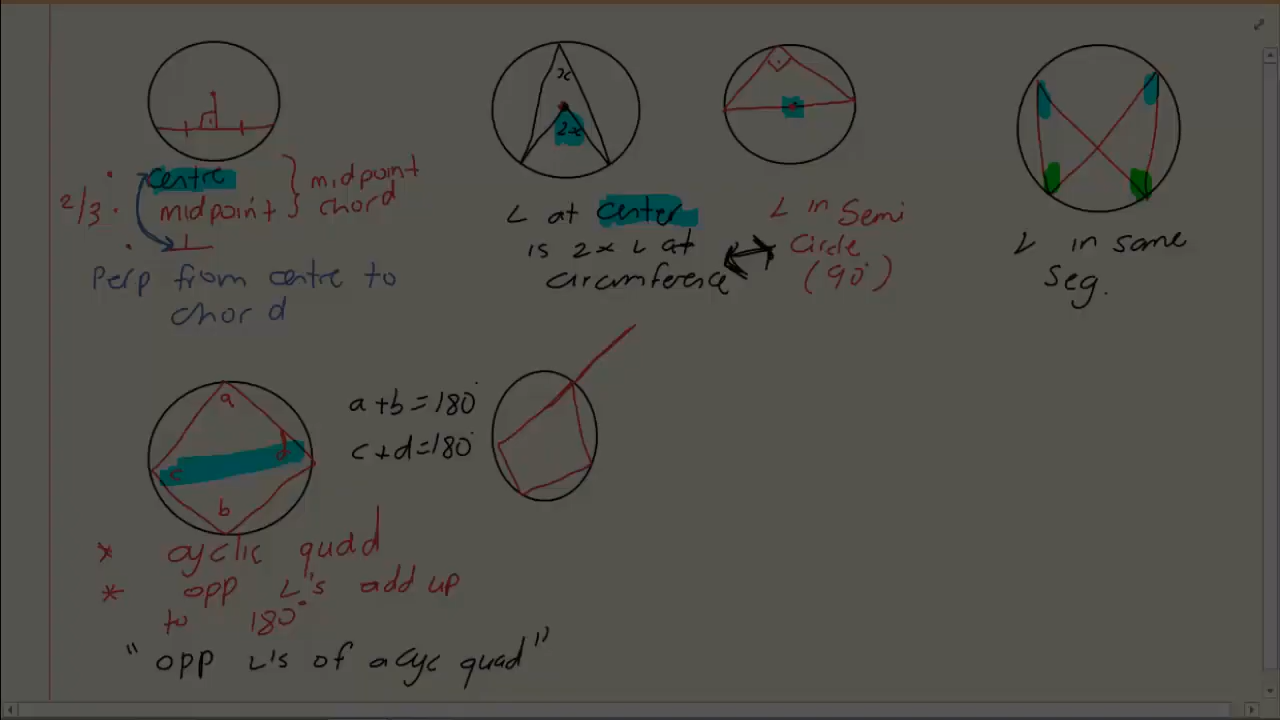 centre
midpoint
2/3
midpoint
chord
Perp from centre to
chord
x
2x
L at center
is 2x L at
circumference
L in Semi
Circle
(90°)
L in same
seg.
a
d
c
b
a+b=180°
c+d=180°
* cyclic quad
* opp L's add up
to 180°
"opp L's of a cyc quad"